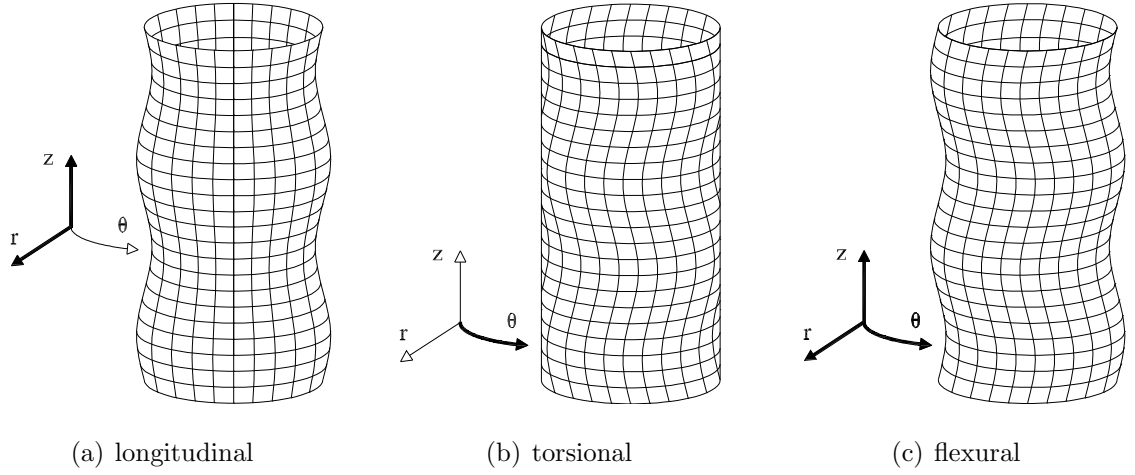 z
θ
r
z
θ
r
z
θ
r
(a) longitudinal
(b) torsional
(c) flexural